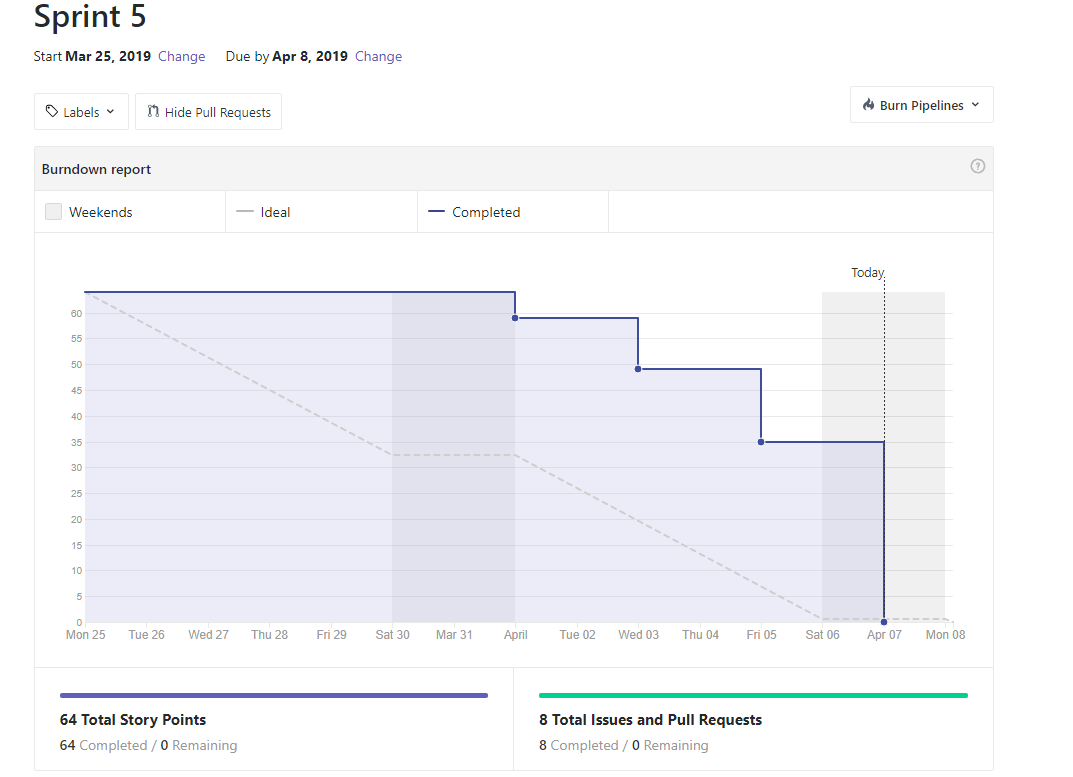 Sprint 5
Start Mar 25, 2019 Change Due by Apr 8, 2019 Change
Labels Hide Pull Requests Burn Pipelines
Burndown report
Weekends Ideal Completed
Today
60
55
50
45
40
35
30
25
20
15
10
5
0
Mon 25 Tue 26 Wed 27 Thu 28 Fri 29 Sat 30 Mar 31 April Tue 02 Wed 03 Thu 04 Fri 05 Sat 06 Apr 07 Mon 08
64 Total Story Points
64 Completed / 0 Remaining
8 Total Issues and Pull Requests
8 Completed / 0 Remaining